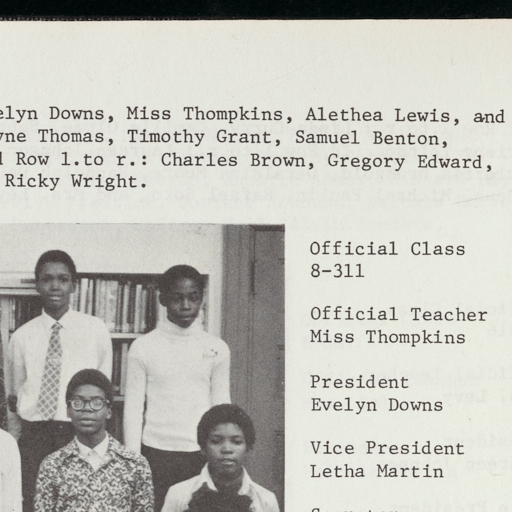 elyn Downs, Miss Thompkins, Alethea Lewis, and
yne Thomas, Timothy Grant, Samuel Benton,
Row l.to r.: Charles Brown, Gregory Edward,
Ricky Wright.
Official Class
8-311
Official Teacher
Miss Thompkins
President
Evelyn Downs
Vice President
Letha Martin